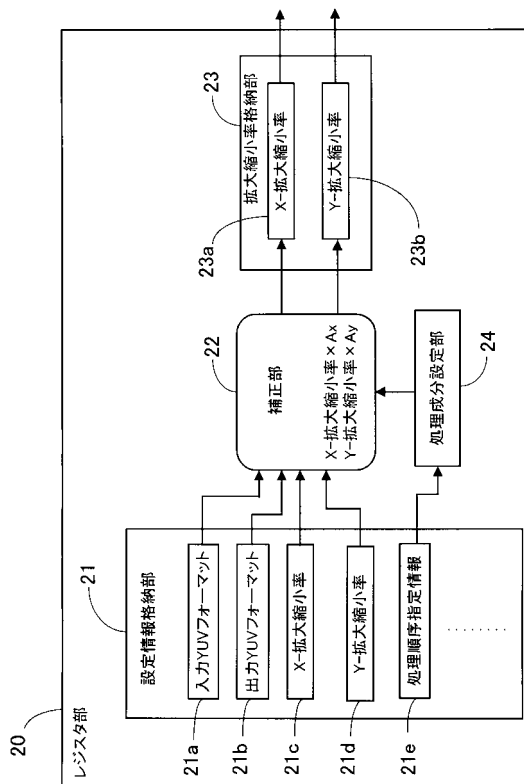 20
レジスタ部
21
設定情報格納部
21a
入力YUVフォーマット
21b
出力YUVフォーマット
21c
X-拡大縮小率
21d
Y-拡大縮小率
21e
処理順序指定情報
・・・・・・・
22
補正部
X-拡大縮小率×Ax
Y-拡大縮小率×Ay
24
処理成分設定部
23
拡大縮小率格納部
23a
X-拡大縮小率
Y-拡大縮小率
23b